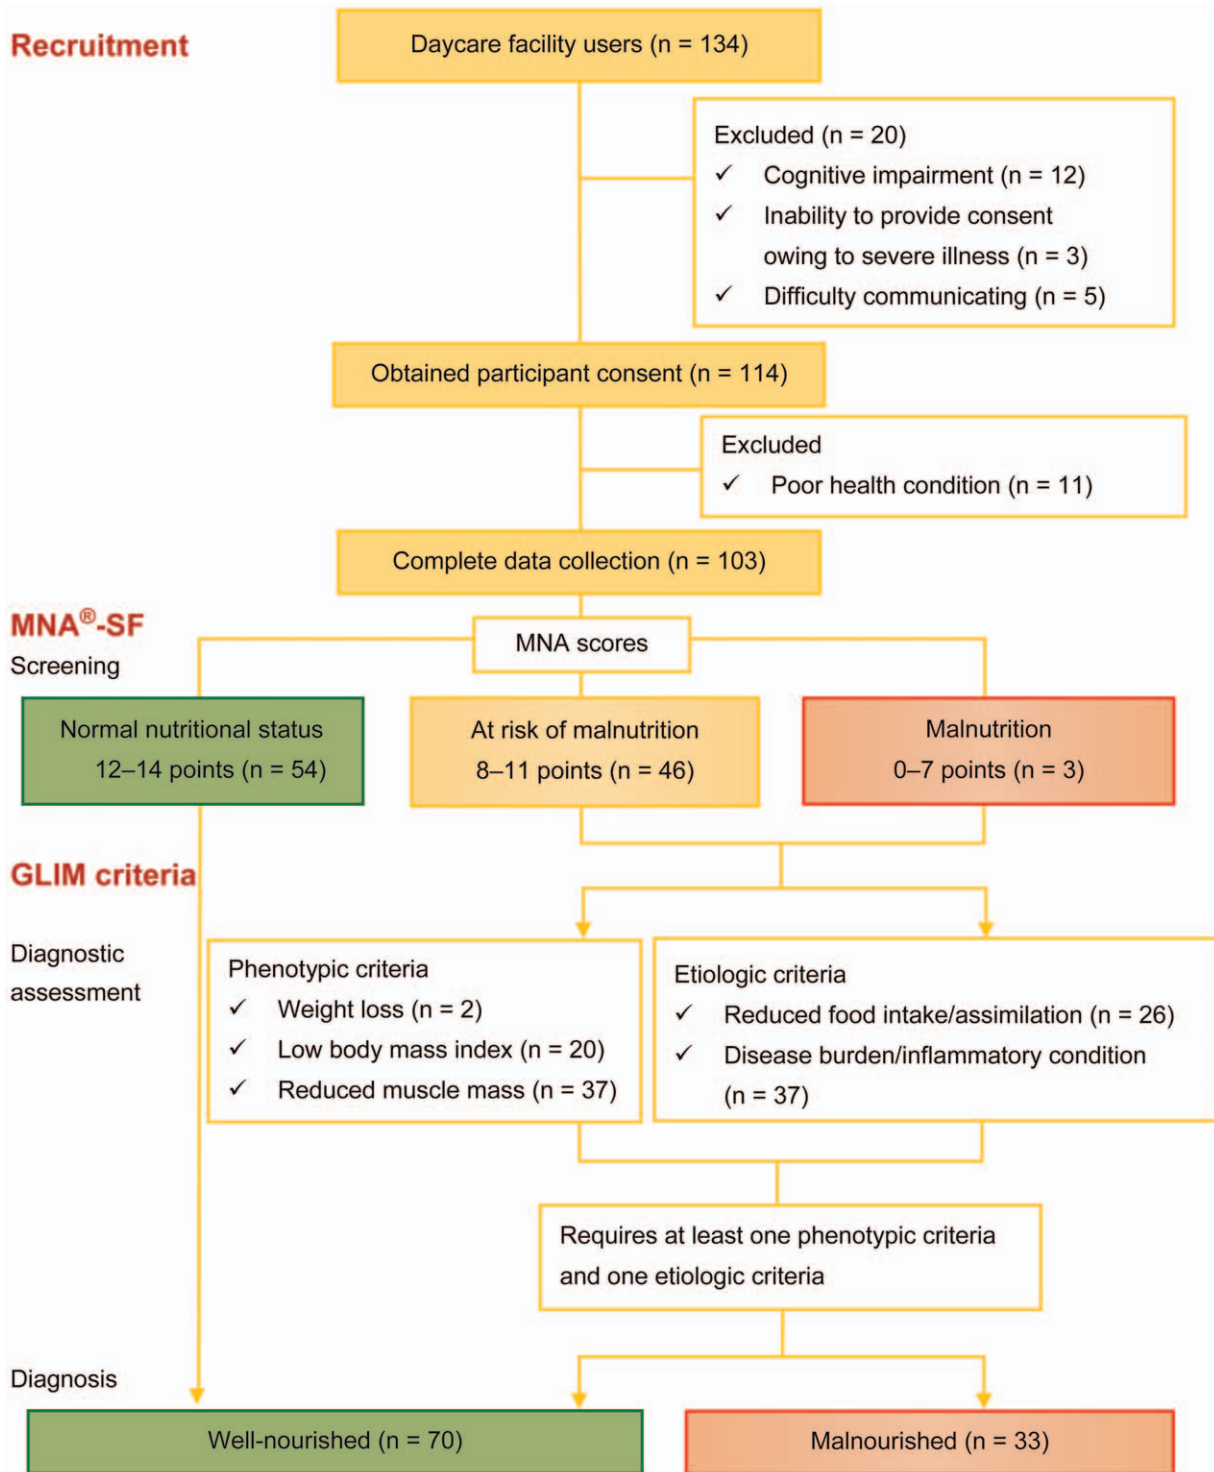 Recruitment
Daycare facility users (n = 134)
Excluded (n = 20)
✓ Cognitive impairment (n = 12)
✓ Inability to provide consent
owing to severe illness (n = 3)
✓ Difficulty communicating (n = 5)
Obtained participant consent (n = 114)
Excluded
✓ Poor health condition (n = 11)
Complete data collection (n = 103)
MNA®-SF
Screening
MNA scores
Normal nutritional status
12–14 points (n = 54)
At risk of malnutrition
8–11 points (n = 46)
Malnutrition
0–7 points (n = 3)
GLIM criteria
Diagnostic
assessment
Phenotypic criteria
✓ Weight loss (n = 2)
✓ Low body mass index (n = 20)
✓ Reduced muscle mass (n = 37)
Etiologic criteria
✓ Reduced food intake/assimilation (n = 26)
✓ Disease burden/inflammatory condition
(n = 37)
Requires at least one phenotypic criteria
and one etiologic criteria
Diagnosis
Well-nourished (n = 70)
Malnourished (n = 33)